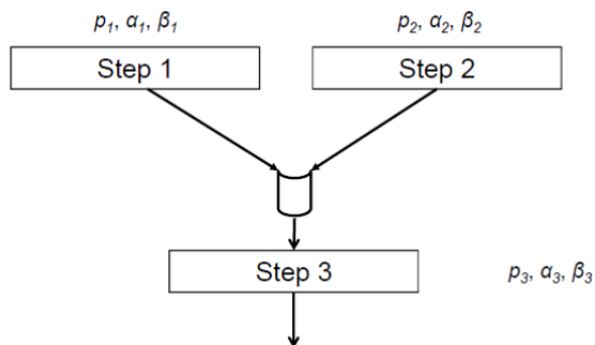 p₁, α₁, β₁
p₂, α₂, β₂
Step 1
Step 2
Step 3
p₃, α₃, β₃